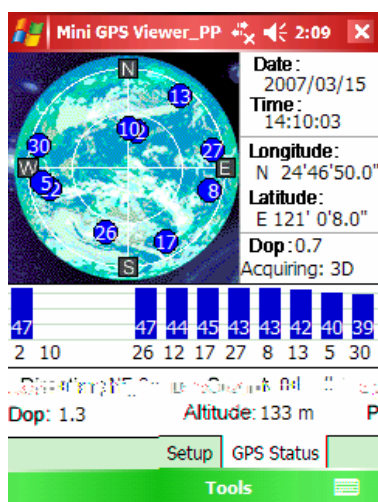 Mini GPS Viewer_PP 2:09
N
13
10 2
30 27
W E
5 2 8
26 17
S
Date:
2007/03/15
Time:
14:10:03
Longitude:
N 24'46'50.0"
Latitude:
E 121' 0'8.0"
Dop:0.7
Acquiring: 3D
47 47 44 45 43 43 42 40 39
2 10 26 12 17 27 8 13 5 30
Dop: 1.3 Altitude: 133 m P
Setup GPS Status
Tools